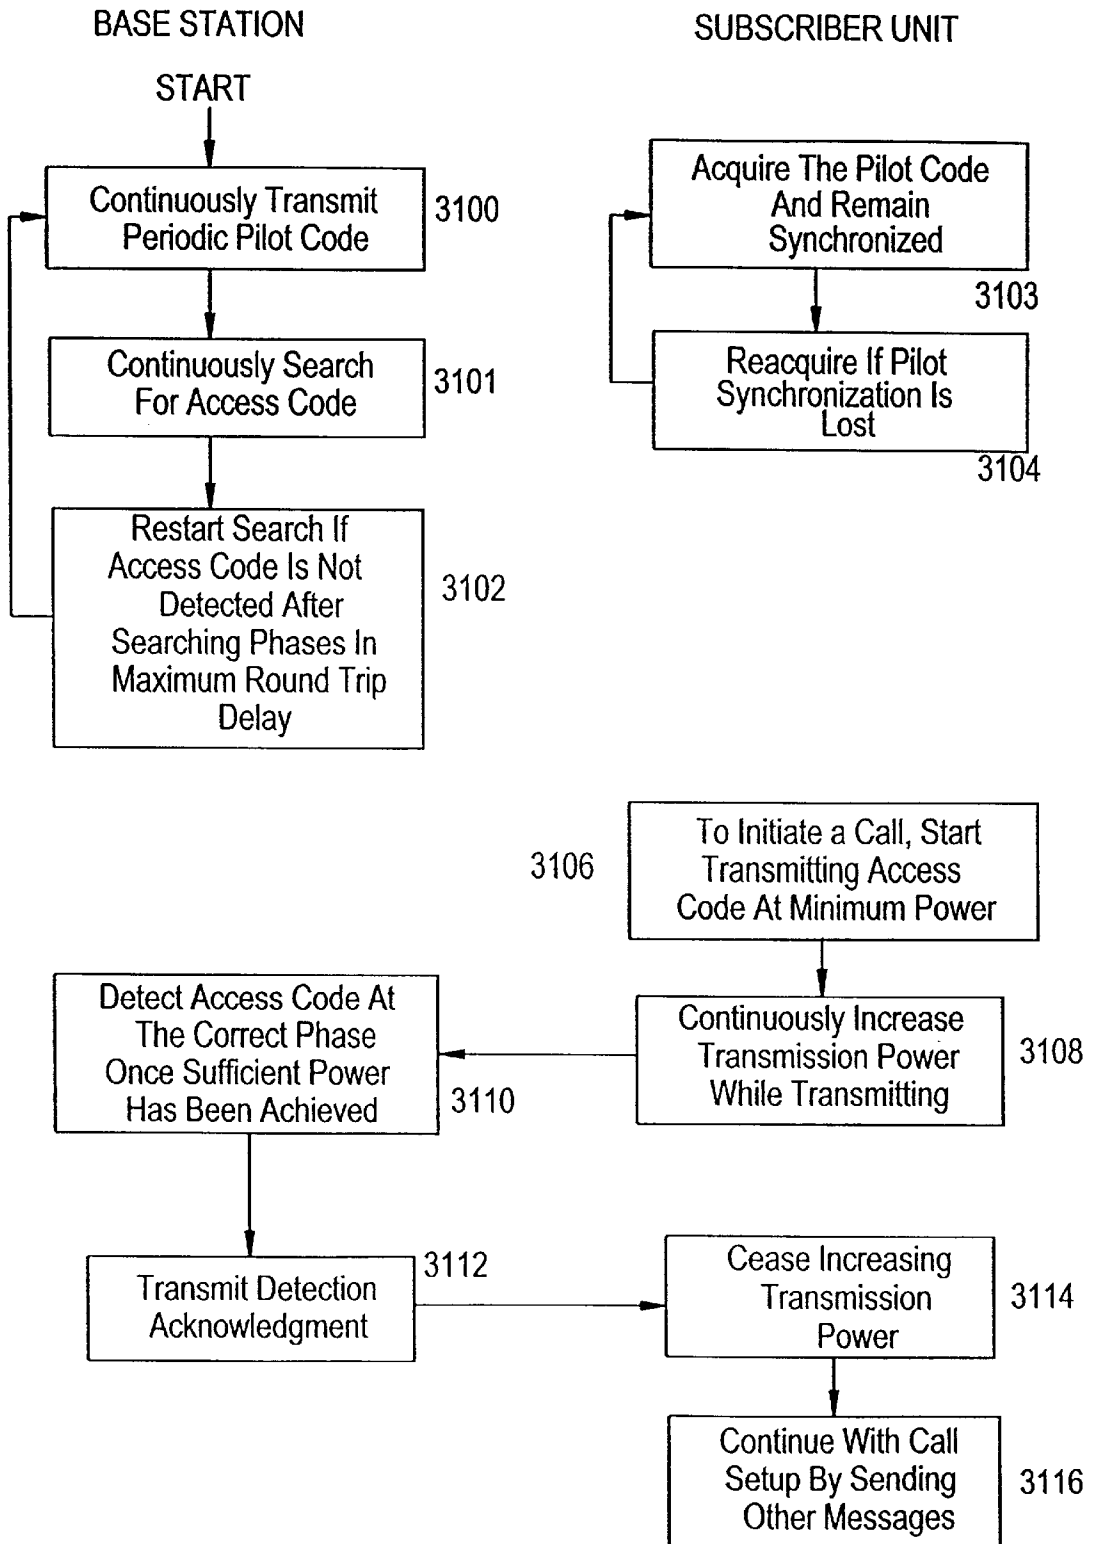 BASE STATION
SUBSCRIBER UNIT
START
Continuously Transmit
Periodic Pilot Code
3100
Acquire The Pilot Code
And Remain
Synchronized
3103
Continuously Search
For Access Code
3101
Reacquire If Pilot
Synchronization Is
Lost
3104
Restart Search If
Access Code Is Not
Detected After
Searching Phases In
Maximum Round Trip
Delay
3102
3106
To Initiate a Call, Start
Transmitting Access
Code At Minimum Power
Detect Access Code At
The Correct Phase
Once Sufficient Power
Has Been Achieved
3110
Continuously Increase
Transmission Power
While Transmitting
3108
Transmit Detection
Acknowledgment
3112
Cease Increasing
Transmission
Power
3114
Continue With Call
Setup By Sending
Other Messages
3116